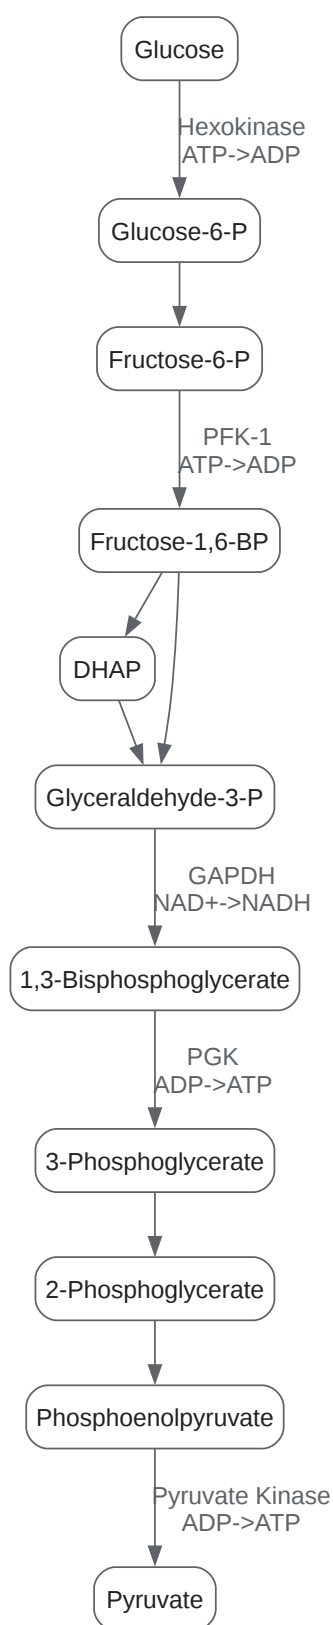 Glucose
Hexokinase
ATP->ADP
Glucose-6-P
Fructose-6-P
PFK-1
ATP->ADP
Fructose-1,6-BP
DHAP
Glyceraldehyde-3-P
GAPDH
NAD+->NADH
1,3-Bisphosphoglycerate
PGK
ADP->ATP
3-Phosphoglycerate
2-Phosphoglycerate
Phosphoenolpyruvate
Pyruvate Kinase
ADP->ATP
Pyruvate